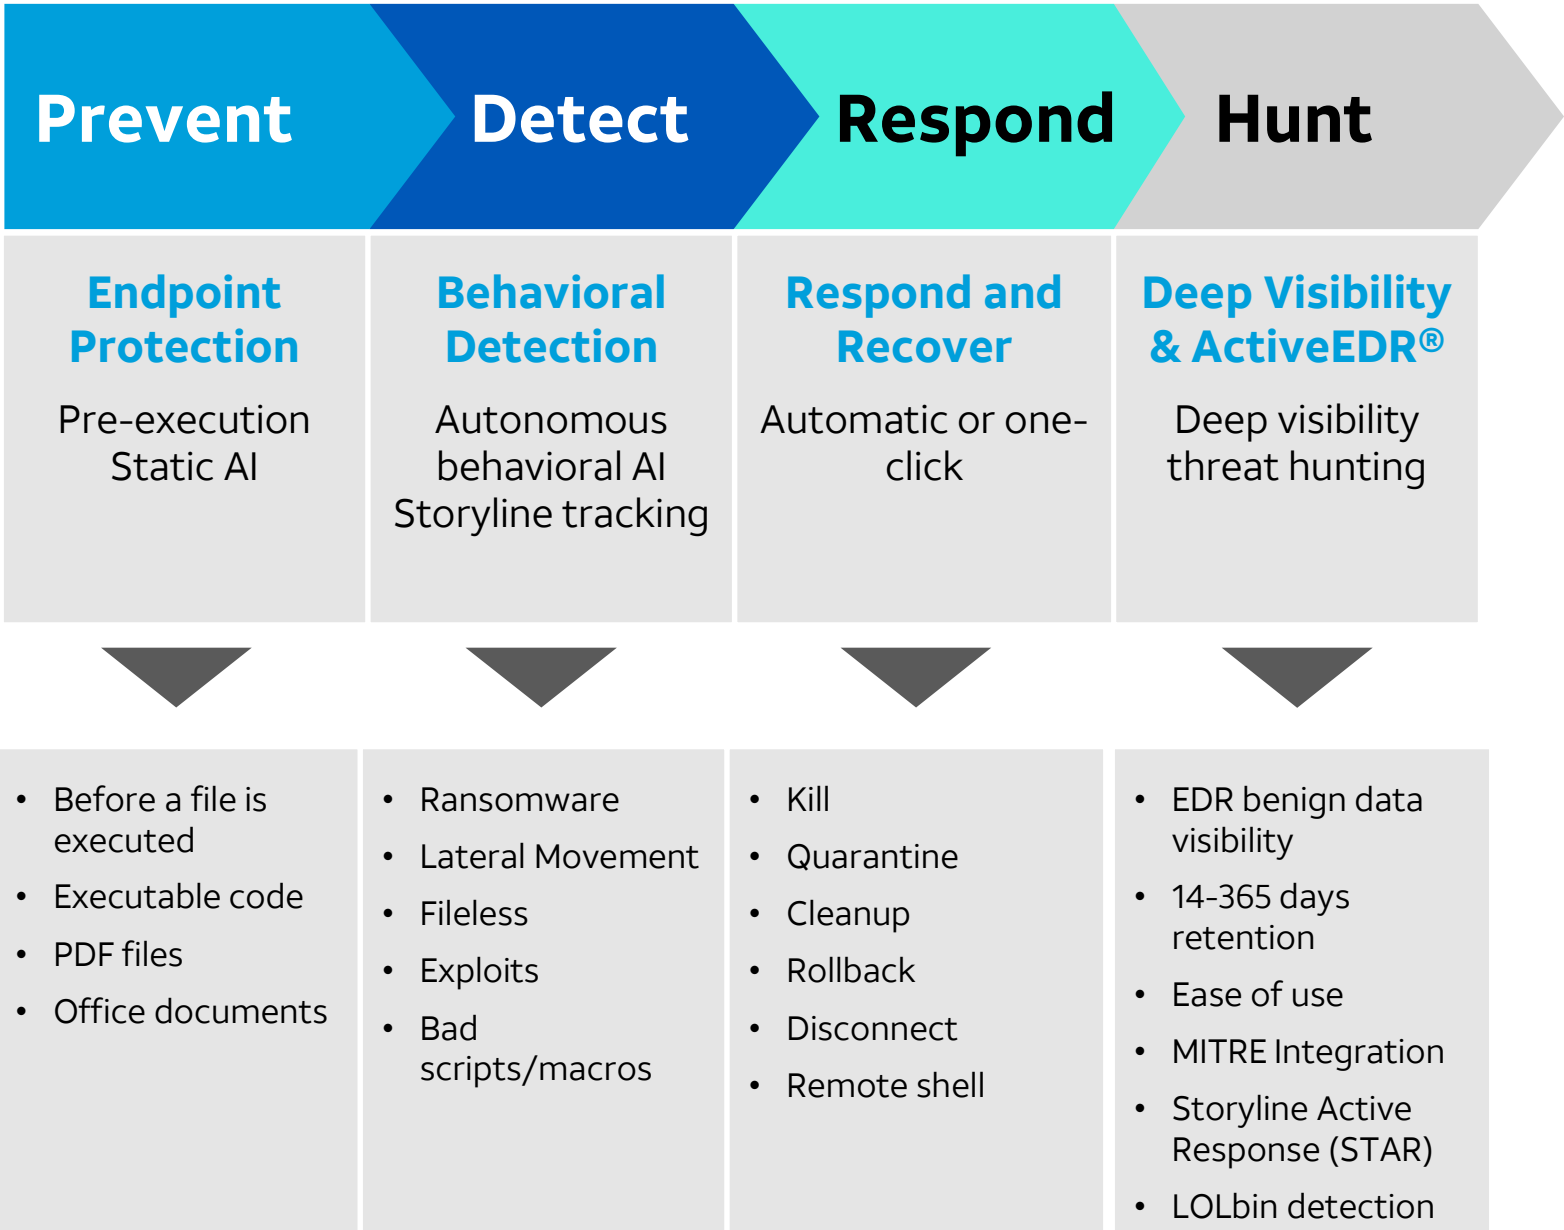 Prevent
Detect
Respond
Hunt
Endpoint
Protection
Pre-execution
Static AI
Behavioral
Detection
Autonomous
behavioral AI
Storyline tracking
Respond and
Recover
Automatic or one-
click
Deep Visibility
& ActiveEDR®
Deep visibility
threat hunting
• Before a file is
executed
• Executable code
• PDF files
• Office documents
• Ransomware
• Lateral Movement
• Fileless
• Exploits
• Bad
scripts/macros
• Kill
• Quarantine
• Cleanup
• Rollback
• Disconnect
• Remote shell
• EDR benign data
visibility
• 14-365 days
retention
• Ease of use
• MITRE Integration
• Storyline Active
Response (STAR)
• LOLbin detection